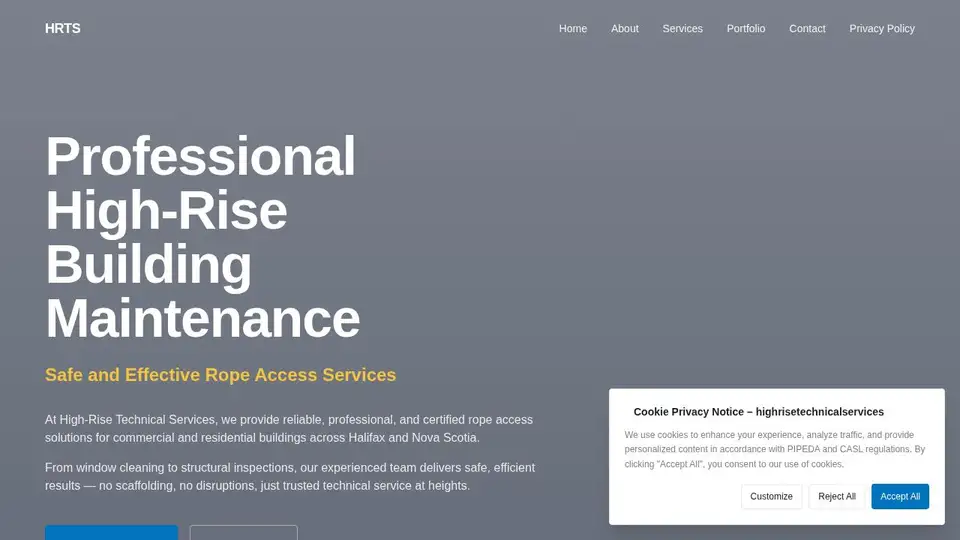 HRTS
Home
About
Services
Portfolio
Contact
Privacy Policy
Professional
High-Rise
Building
Maintenance
Safe and Effective Rope Access Services
At High-Rise Technical Services, we provide reliable, professional, and certified rope access
solutions for commercial and residential buildings across Halifax and Nova Scotia.
From window cleaning to structural inspections, our experienced team delivers safe, efficient
results — no scaffolding, no disruptions, just trusted technical service at heights.
Cookie Privacy Notice – highrisetechnicalservices
We use cookies to enhance your experience, analyze traffic, and provide
personalized content in accordance with PIPEDA and CASL regulations. By
clicking "Accept All", you consent to our use of cookies.
Customize
Reject All
Accept All